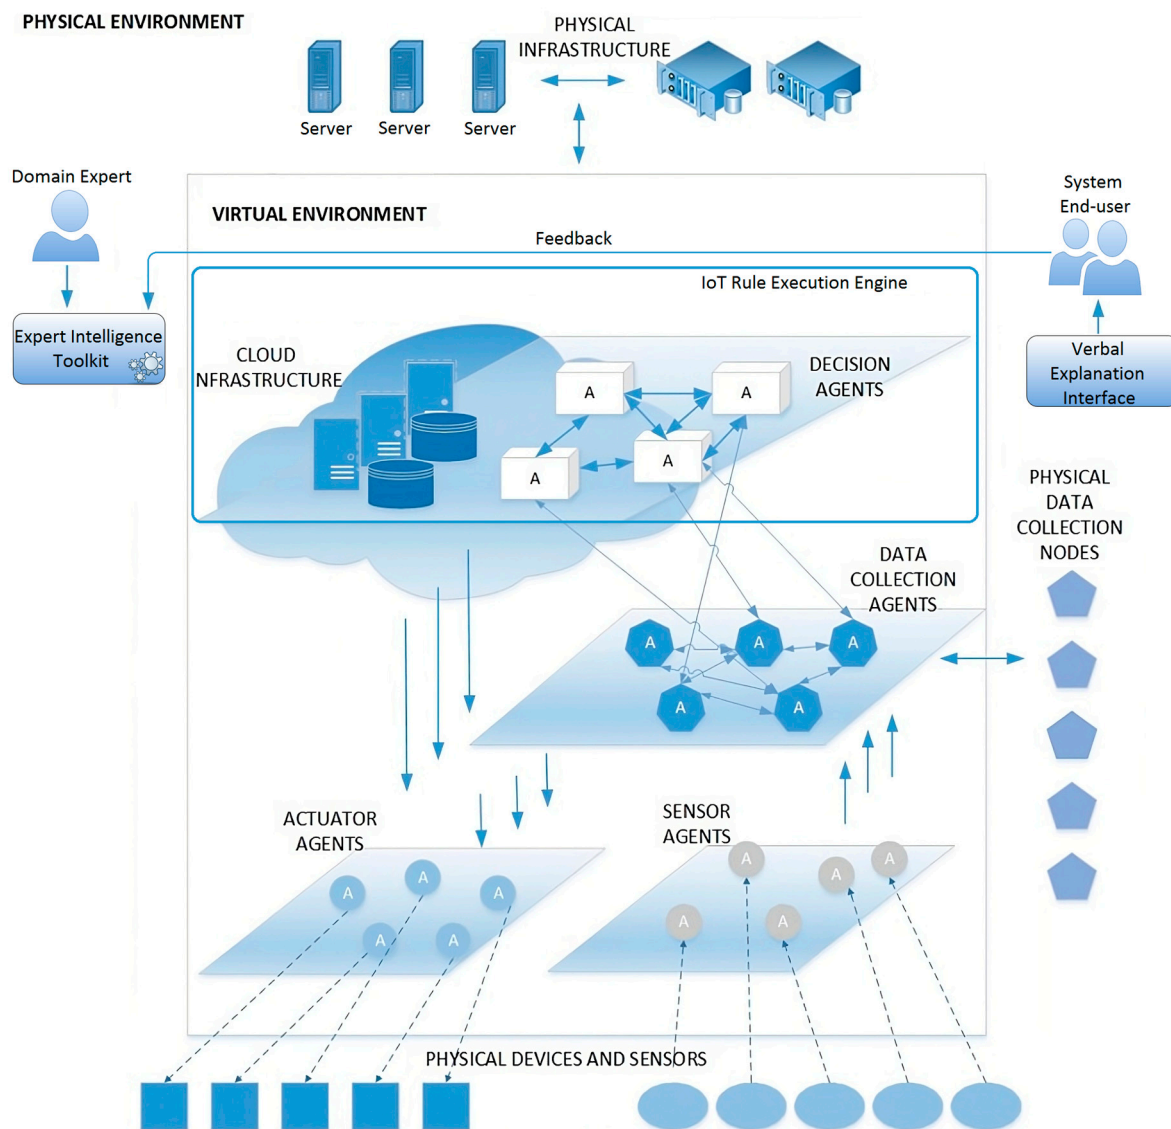 PHYSICAL ENVIRONMENT
PHYSICAL
INFRASTRUCTURE
Server
Server
Server
Domain Expert
System
End-user
VIRTUAL ENVIRONMENT
Feedback
IoT Rule Execution Engine
Expert Intelligence
Toolkit
Verbal
Explanation
Interface
CLOUD
NFRASTRUCTURE
DECISION
AGENTS
A
A
A
A
PHYSICAL
DATA
COLLECTION
NODES
DATA
COLLECTION
AGENTS
A
A
A
A
A
ACTUATOR
AGENTS
SENSOR
AGENTS
A
A
A
A
A
A
A
A
A
A
PHYSICAL DEVICES AND SENSORS